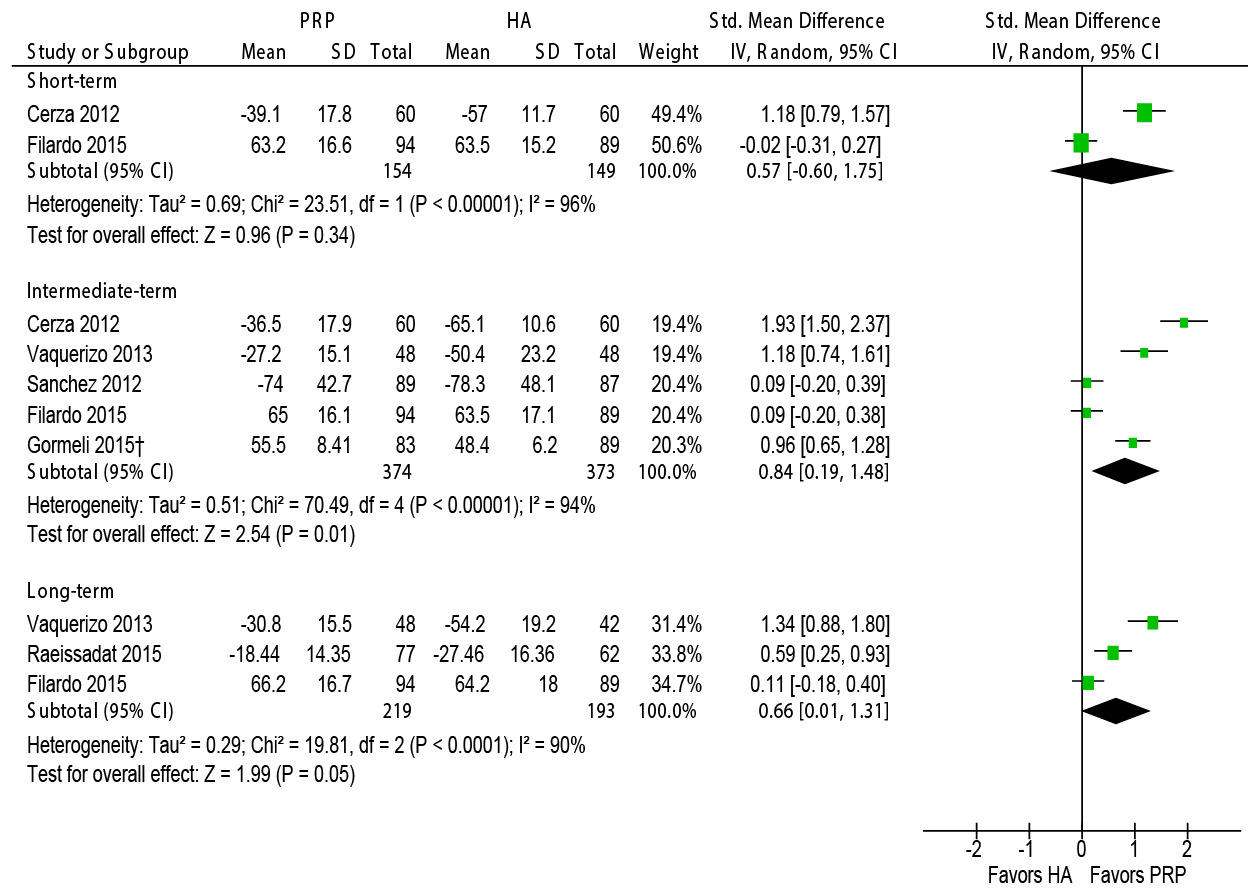 PRP HA Std. Mean Difference Std. Mean Difference
Study or Subgroup Mean SD Total Mean SD Total Weight IV, Random, 95% CI IV, Random, 95% CI
Short-term
Cerza 2012 -39.1 17.8 60 -57 11.7 60 49.4% 1.18 [0.79, 1.57]
Filardo 2015 63.2 16.6 94 63.5 15.2 89 50.6% -0.02 [-0.31, 0.27]
Subtotal (95% CI) 154 149 100.0% 0.57 [-0.60, 1.75]
Heterogeneity: Tau² = 0.69; Chi² = 23.51, df = 1 (P < 0.00001); I² = 96%
Test for overall effect: Z = 0.96 (P = 0.34)
Intermediate-term
Cerza 2012 -36.5 17.9 60 -65.1 10.6 60 19.4% 1.93 [1.50, 2.37]
Vaquerizo 2013 -27.2 15.1 48 -50.4 23.2 48 19.4% 1.18 [0.74, 1.61]
Sanchez 2012 -74 42.7 89 -78.3 48.1 87 20.4% 0.09 [-0.20, 0.39]
Filardo 2015 65 16.1 94 63.5 17.1 89 20.4% 0.09 [-0.20, 0.38]
Gormeli 2015† 55.5 8.41 83 48.4 6.2 89 20.3% 0.96 [0.65, 1.28]
Subtotal (95% CI) 374 373 100.0% 0.84 [0.19, 1.48]
Heterogeneity: Tau² = 0.51; Chi² = 70.49, df = 4 (P < 0.00001); I² = 94%
Test for overall effect: Z = 2.54 (P = 0.01)
Long-term
Vaquerizo 2013 -30.8 15.5 48 -54.2 19.2 42 31.4% 1.34 [0.88, 1.80]
Raeissadat 2015 -18.44 14.35 77 -27.46 16.36 62 33.8% 0.59 [0.25, 0.93]
Filardo 2015 66.2 16.7 94 64.2 18 89 34.7% 0.11 [-0.18, 0.40]
Subtotal (95% CI) 219 193 100.0% 0.66 [0.01, 1.31]
Heterogeneity: Tau² = 0.29; Chi² = 19.81, df = 2 (P < 0.0001); I² = 90%
Test for overall effect: Z = 1.99 (P = 0.05)
-2 -1 0 1 2
Favors HA Favors PRP